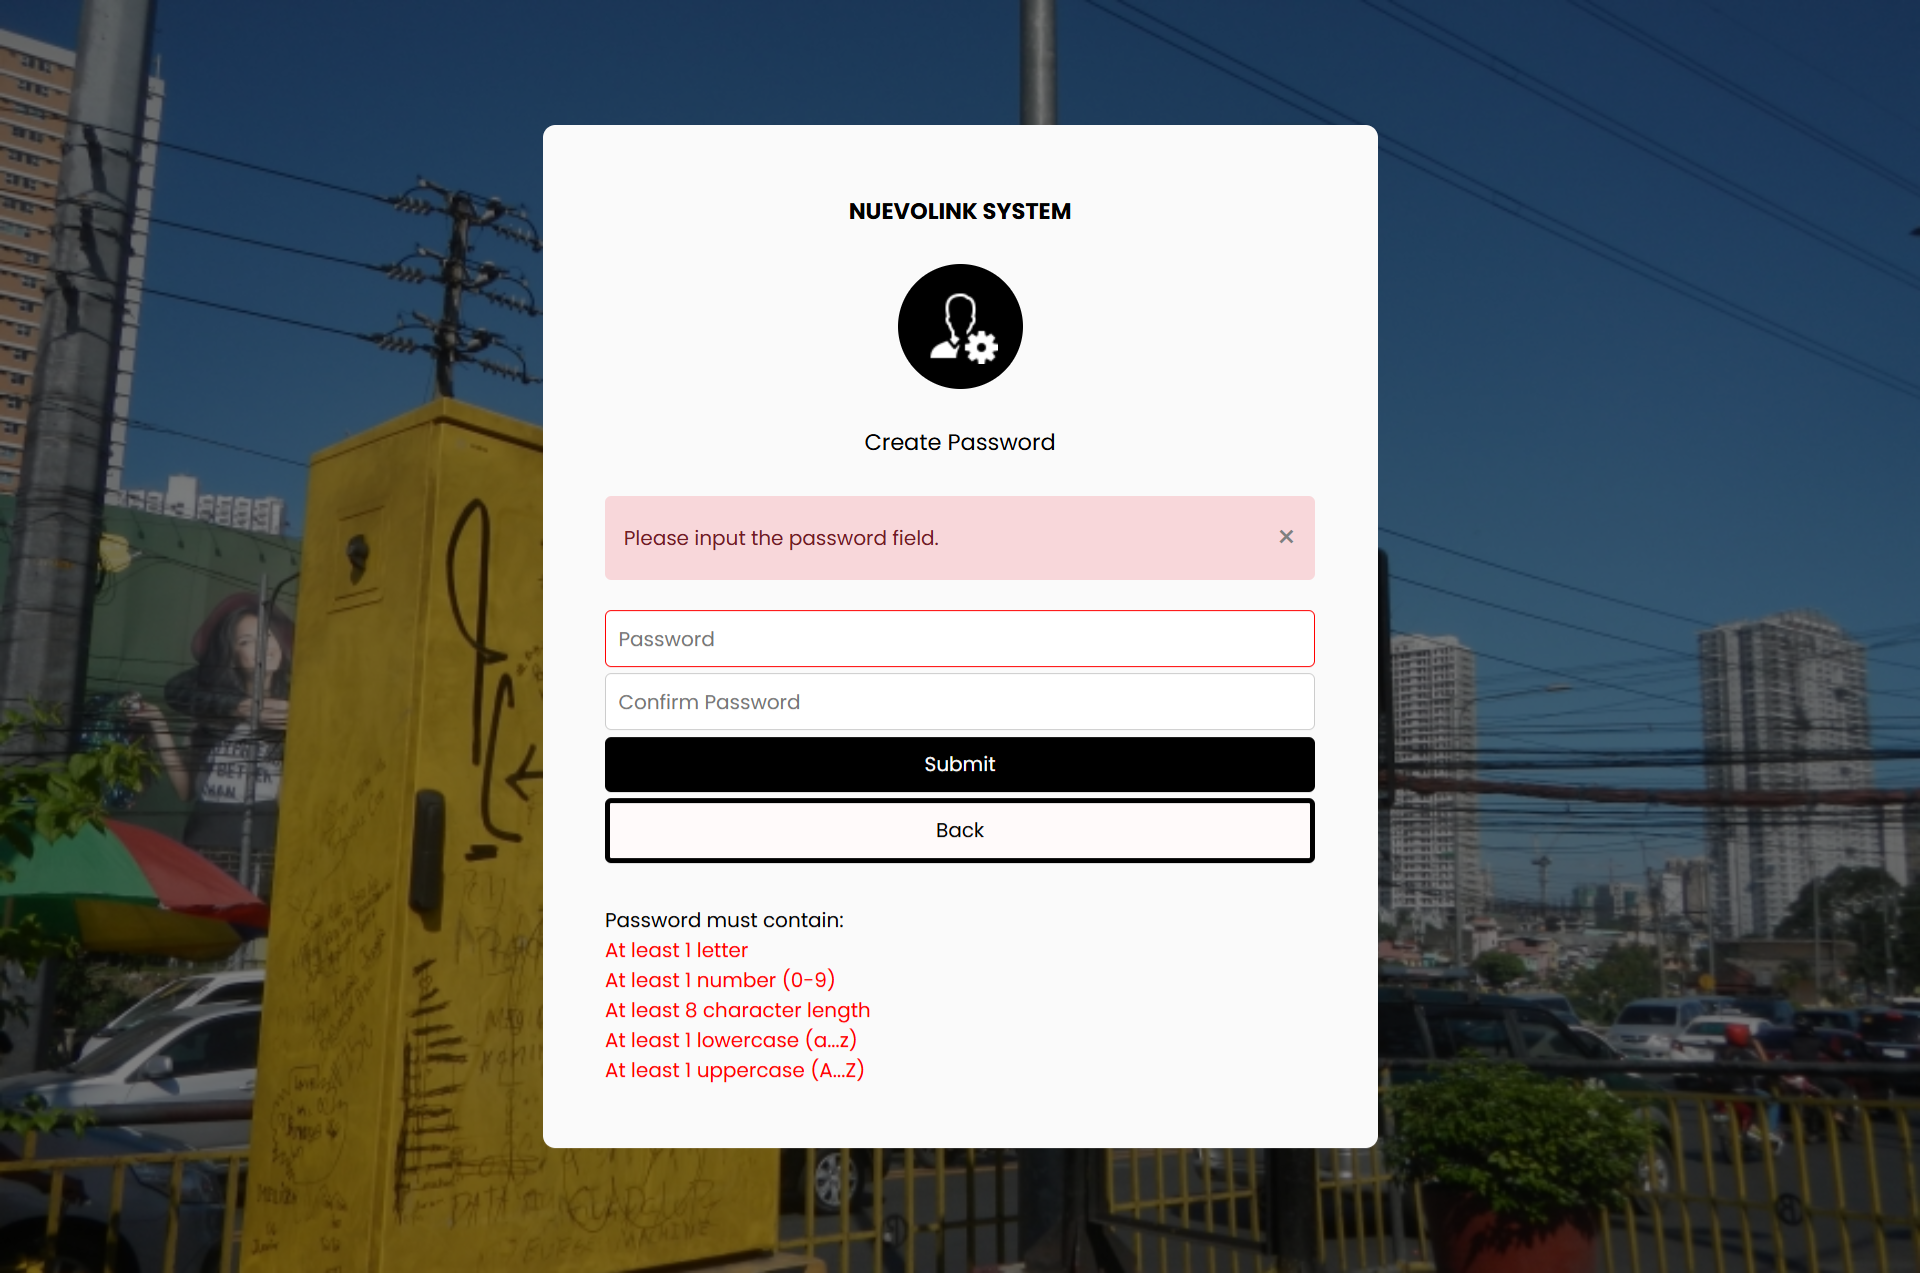 NUEVOLINK SYSTEM
Create Password
Please input the password field.
×
Password
Confirm Password
Submit
Back
Password must contain:
At least 1 letter
At least 1 number (0-9)
At least 8 character length
At least 1 lowercase (a...z)
At least 1 uppercase (A...Z)